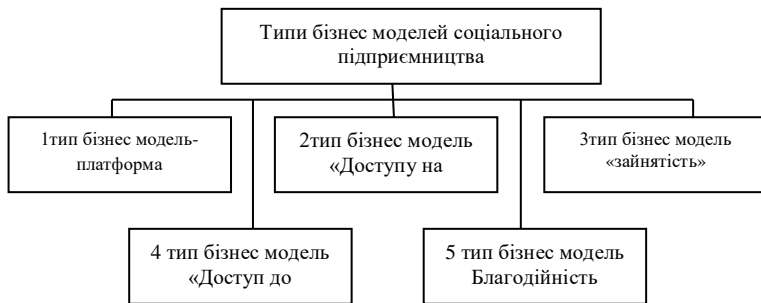 Типи бізнес моделей соціального
підприємництва
1тип бізнес модель-
платформа
2тип бізнес модель
«Доступу на
3тип бізнес модель
«зайнятість»
4 тип бізнес модель
«Доступ до
5 тип бізнес модель
Благодійність